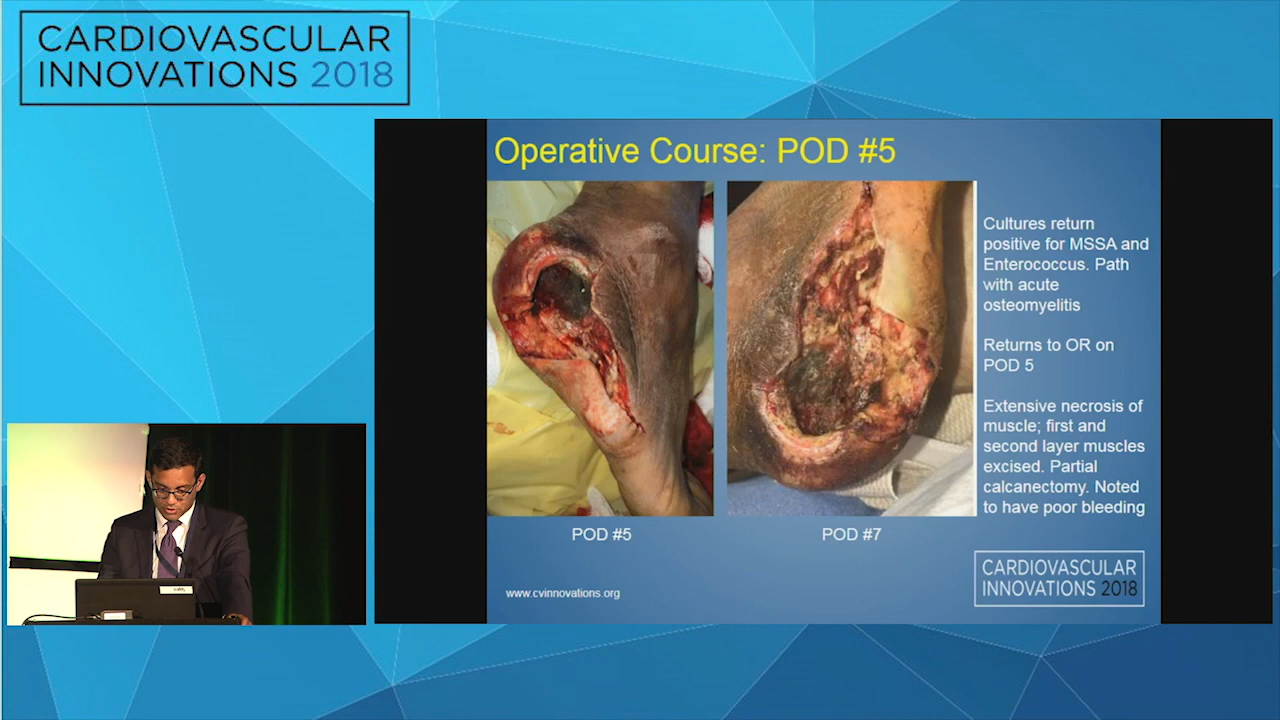 CARDIOVASCULAR
INNOVATIONS 2018
Operative Course: POD #5
Cultures return
positive for MSSA and
Enterococcus. Path
with acute
osteomyelitis
Returns to OR on
POD 5
Extensive necrosis of
muscle; first and
second layer muscles
excised. Partial
calcanectomy. Noted
to have poor bleeding
POD #5
POD #7
www.cvinnovations.org
CARDIOVASCULAR
INNOVATIONS 2018